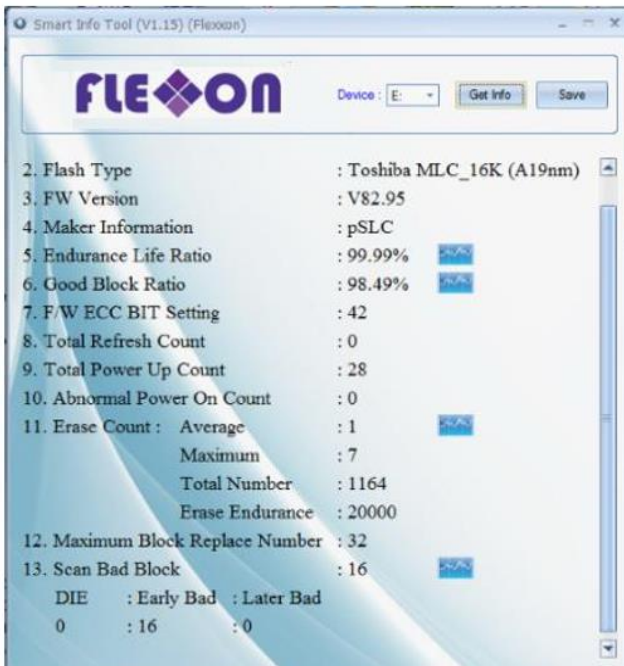 Smart Info Tool (V1.15) (Flexxon)
FLEXXON
Device : E: Get Info Save
2. Flash Type : Toshiba MLC_16K (A19nm)
3. FW Version : V82.95
4. Maker Information : pSLC
5. Endurance Life Ratio : 99.99%
6. Good Block Ratio : 98.49%
7. F/W ECC BIT Setting : 42
8. Total Refresh Count : 0
9. Total Power Up Count : 28
10. Abnormal Power On Count : 0
11. Erase Count : Average : 1
Maximum : 7
Total Number : 1164
Erase Endurance : 20000
12. Maximum Block Replace Number : 32
13. Scan Bad Block : 16
DIE : Early Bad : Later Bad
0 : 16 : 0